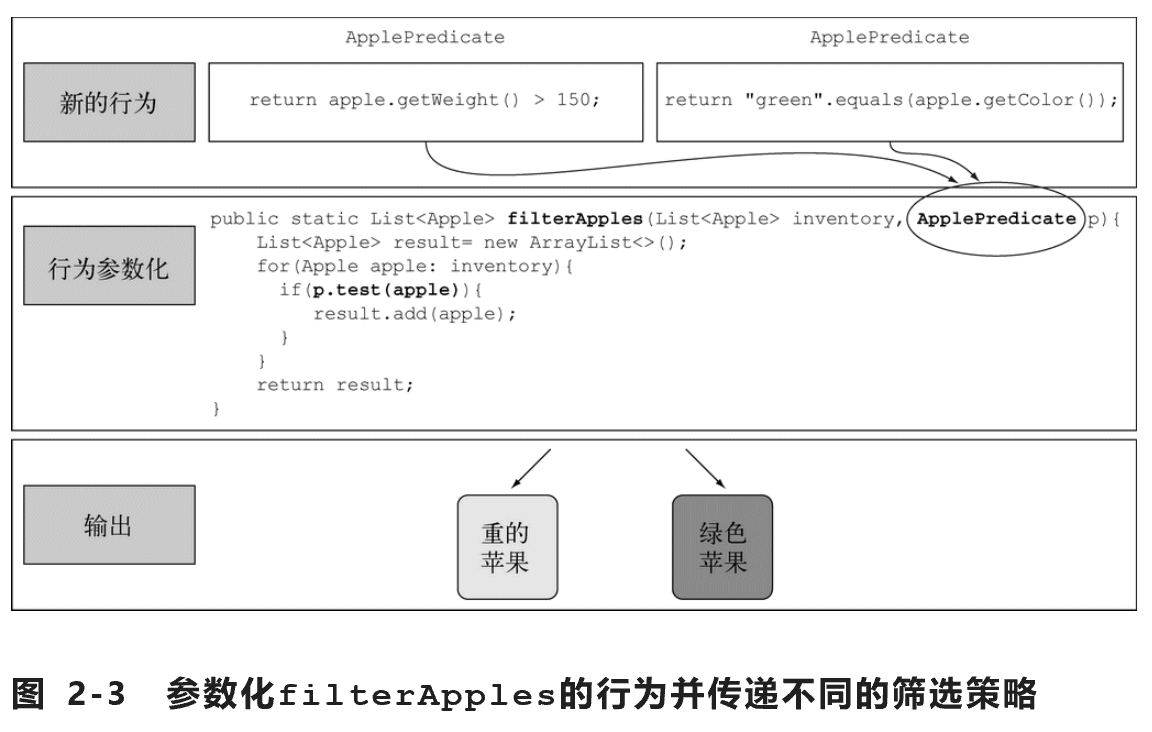 ApplePredicate
ApplePredicate
新的行为
return apple.getWeight() > 150;
return "green".equals(apple.getColor());
行为参数化
public static List<Apple> filterApples(List<Apple> inventory, ApplePredicate p){
List<Apple> result= new ArrayList<>();
for(Apple apple: inventory){
if(p.test(apple)){
result.add(apple);
}
}
return result;
}
输出
重的
苹果
绿色
苹果
图 2-3 参数化filterApples的行为并传递不同的筛选策略